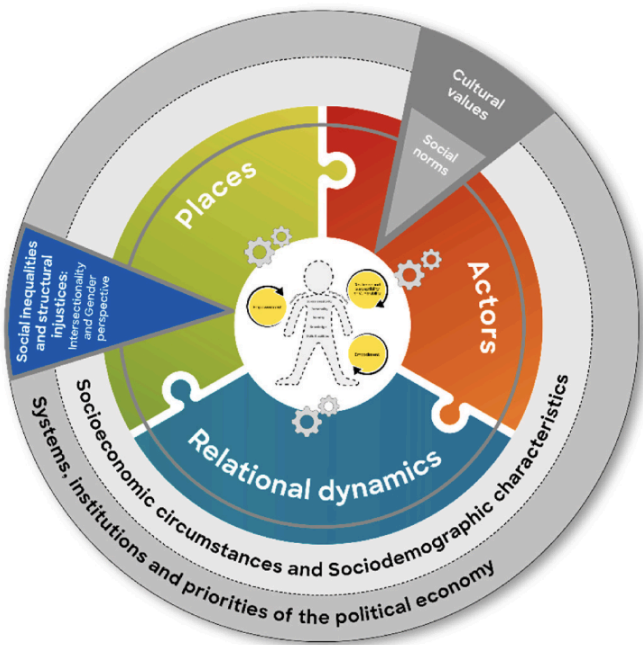 Cultural
values
Social
norms
Places
Actors
Relational dynamics
Social inequalities
and structural
injustices:
Intersectionality
and Gender
perspective
Socioeconomic circumstances and Sociodemographic characteristics
Systems, institutions and priorities of the political economy